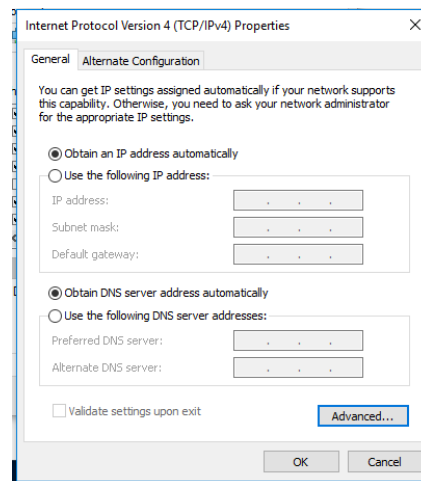 Internet Protocol Version 4 (TCP/IPv4) Properties
General
Alternate Configuration
You can get IP settings assigned automatically if your network supports
this capability. Otherwise, you need to ask your network administrator
for the appropriate IP settings.
Obtain an IP address automatically
Use the following IP address:
IP address:
Subnet mask:
Default gateway:
Obtain DNS server address automatically
Use the following DNS server addresses:
Preferred DNS server:
Alternate DNS server:
Validate settings upon exit
Advanced...
OK
Cancel